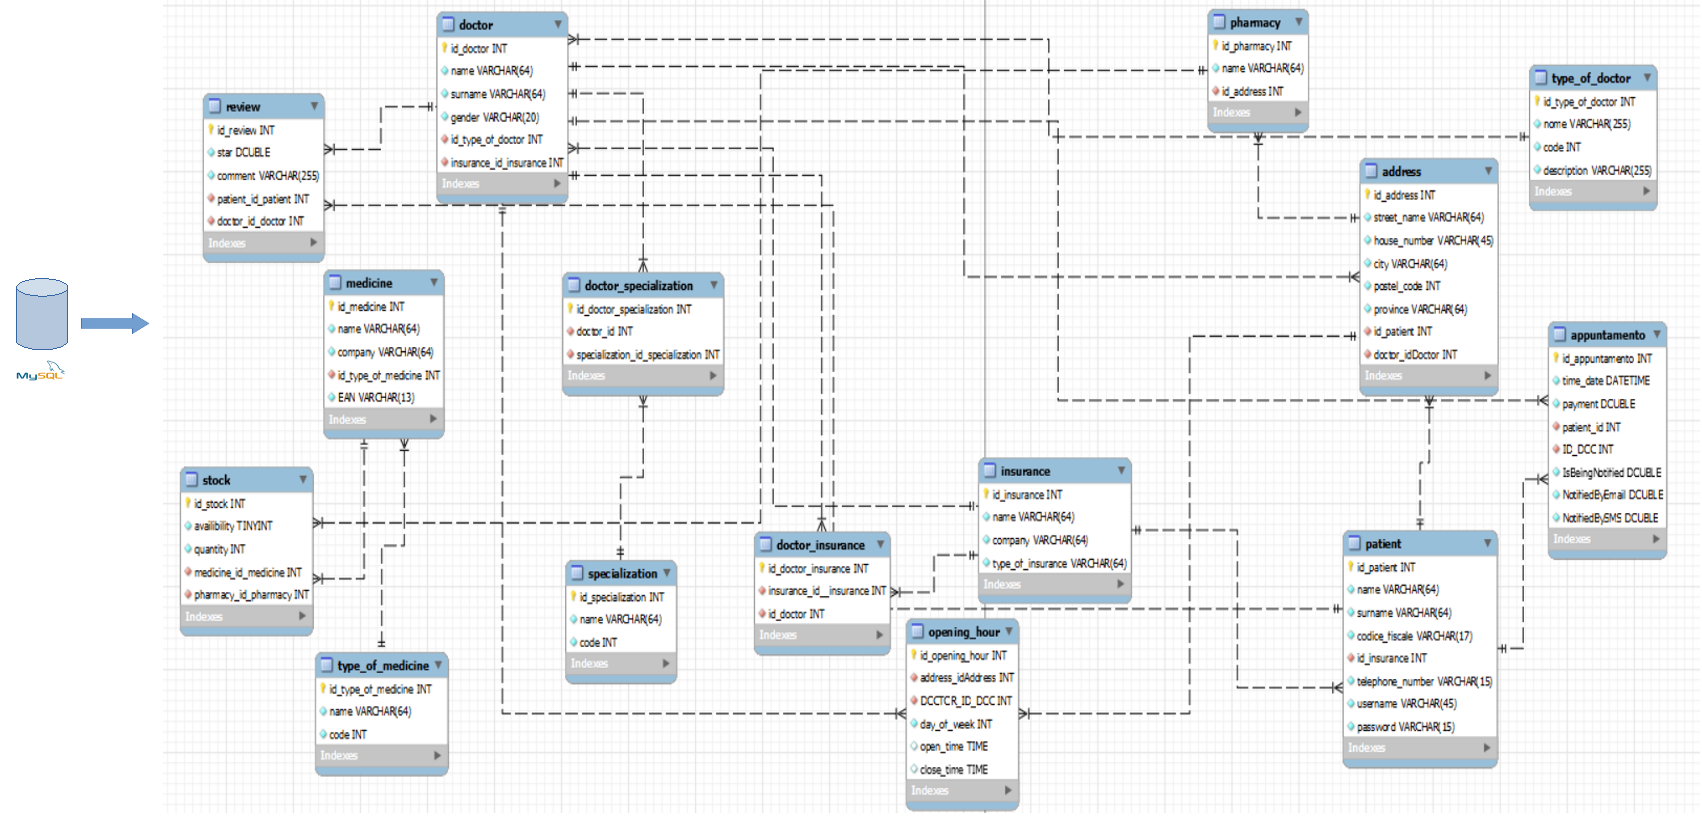 doctor
id_doctor INT
name VARCHAR(64)
surname VARCHAR(64)
gender VARCHAR(20)
id_type_of_doctor INT
insurance_id_insurance INT
Indexes
pharmacy
id_pharmacy INT
name VARCHAR(64)
id_address INT
Indexes
type_of_doctor
id_type_of_doctor INT
nome VARCHAR(255)
code INT
description VARCHAR(255)
Indexes
review
id_review INT
star DCUBLE
comment VARCHAR(255)
patient_id_patient INT
doctor_id_doctor INT
Indexes
address
id_address INT
street_name VARCHAR(64)
house_number VARCHAR(45)
city VARCHAR(64)
postel_code INT
province VARCHAR(64)
id_patient INT
doctor_idDoctor INT
Indexes
medicine
id_medicine INT
name VARCHAR(64)
company VARCHAR(64)
id_type_of_medicine INT
EAN VARCHAR(13)
Indexes
doctor_specialization
id_doctor_specialization INT
doctor_id INT
specialization_id_specialization INT
Indexes
MySQL
appuntamento
id_appuntamento INT
time_date DATETIME
payment DCUBLE
patient_id INT
ID_DCC INT
IsBeingNotified DCUBLE
NotifiedByEmail DCUBLE
NotifiedBySMS DCUBLE
Indexes
stock
id_stock INT
availibility TINYINT
quantity INT
medicine_id_medicine INT
pharmacy_id_pharmacy INT
Indexes
insurance
id_insurance INT
name VARCHAR(64)
company VARCHAR(64)
type_of_insurance VARCHAR(64)
Indexes
doctor_insurance
id_doctor_insurance INT
insurance_id__insurance INT
id_doctor INT
Indexes
patient
id_patient INT
name VARCHAR(64)
surname VARCHAR(64)
codice_fiscale VARCHAR(17)
id_insurance INT
telephone_number VARCHAR(15)
username VARCHAR(45)
password VARCHAR(15)
Indexes
specialization
id_specialization INT
name VARCHAR(64)
code INT
Indexes
opening_hour
id_opening_hour INT
address_idAddress INT
DCCTCR_ID_DCC INT
day_of_week INT
open_time TIME
close_time TIME
Indexes
type_of_medicine
id_type_of_medicine INT
name VARCHAR(64)
code INT
Indexes